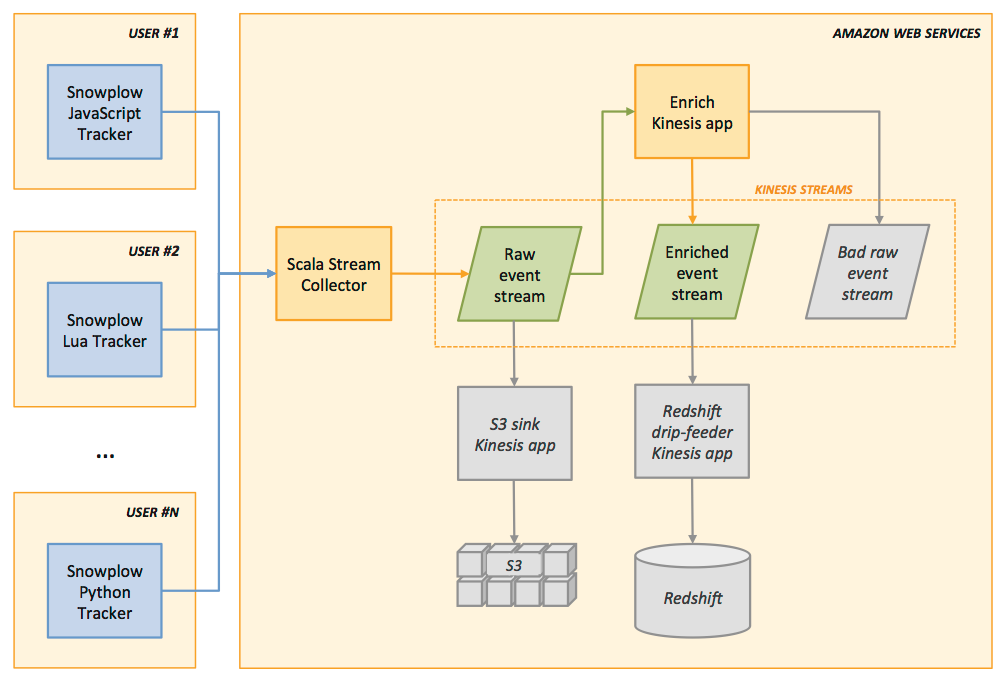 USER #1
Snowplow
JavaScript
Tracker
USER #2
Snowplow
Lua Tracker
...
USER #N
Snowplow
Python
Tracker
AMAZON WEB SERVICES
Enrich
Kinesis app
KINESIS STREAMS
Scala Stream
Collector
Raw
event
stream
Enriched
event
stream
Bad raw
event
stream
S3 sink
Kinesis app
Redshift
drip-feeder
Kinesis app
S3
Redshift